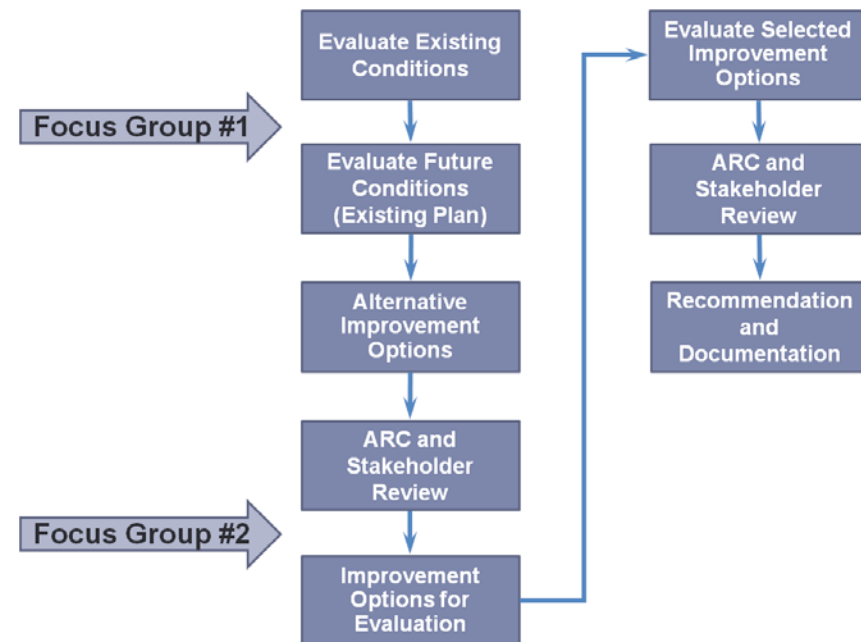 Evaluate Existing
Conditions
Focus Group #1
Evaluate Future
Conditions
(Existing Plan)
Alternative
Improvement
Options
ARC and
Stakeholder
Review
Focus Group #2
Improvement
Options for
Evaluation
Evaluate Selected
Improvement
Options
ARC and
Stakeholder
Review
Recommendation
and
Documentation